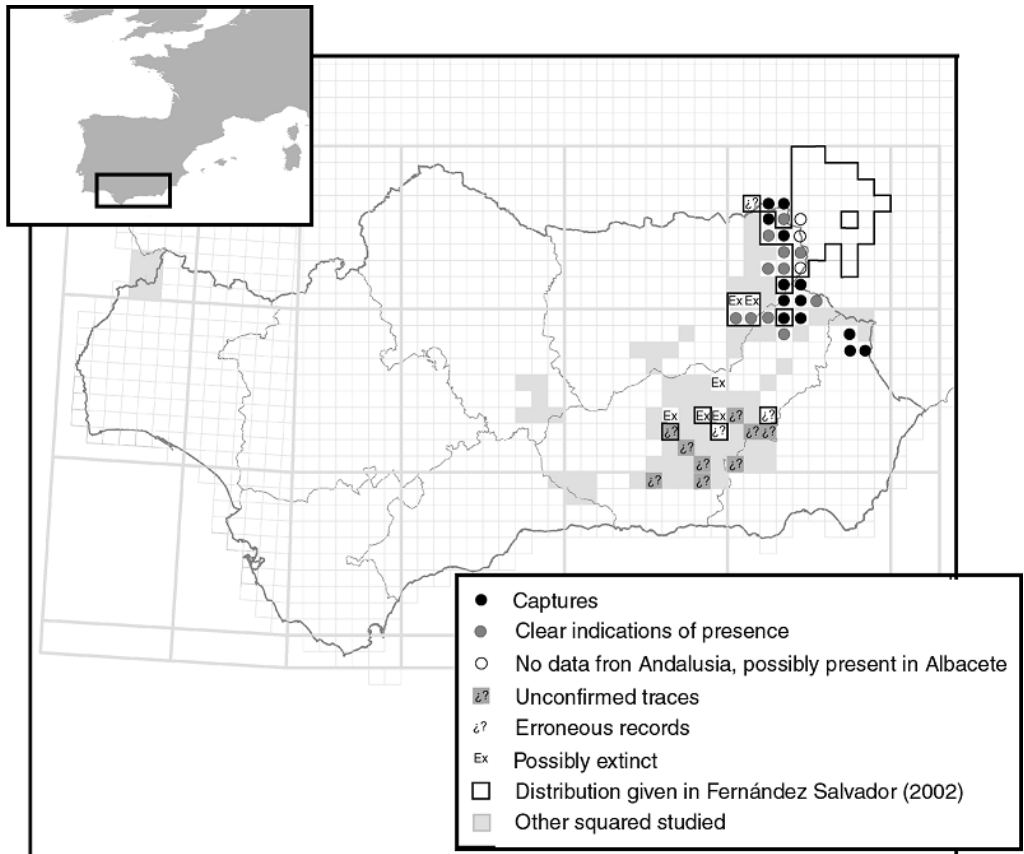 ¿?
Ex Ex
Ex
Ex Ex Ex ¿? ¿?
¿? ¿? ¿? ¿?
¿?
¿? ¿?
¿? ¿?
Captures
Clear indications of presence
No data fron Andalusia, possibly present in Albacete
¿? Unconfirmed traces
¿? Erroneous records
Ex Possibly extinct
Distribution given in Fernández Salvador (2002)
Other squared studied